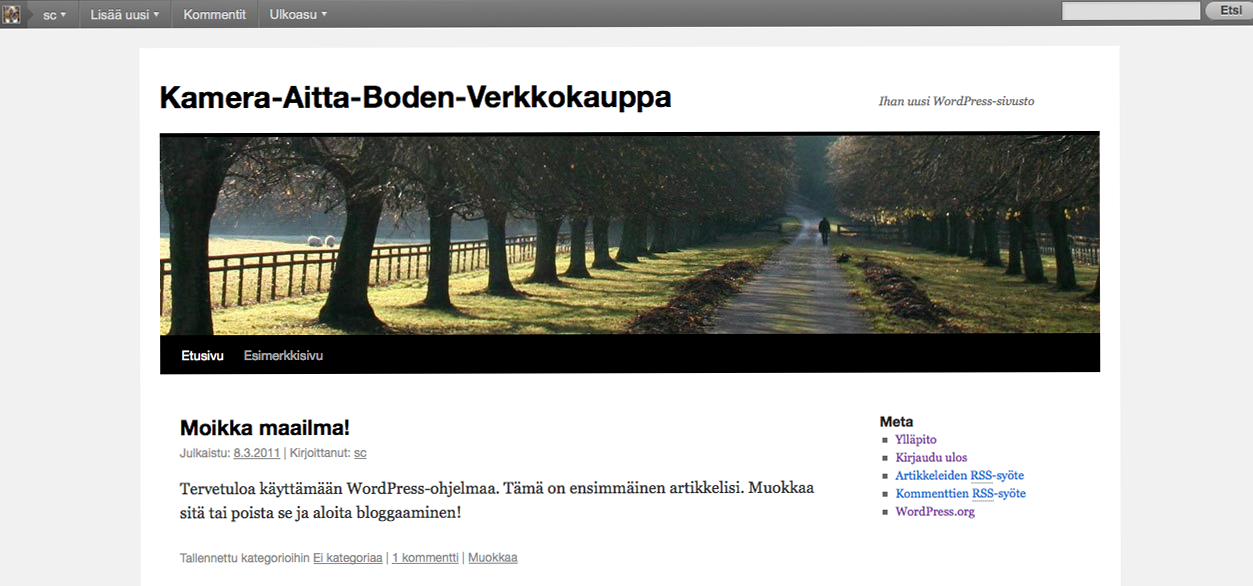 sc Lisää uusi Kommentit Ulkoasu Etsi
Kamera-Aitta-Boden-Verkkokauppa
Ihan uusi WordPress-sivusto
Etusivu Esimerkkisivu
Moikka maailma!
Julkaistu: 8.3.2011 | Kirjoittanut: sc
Tervetuloa käyttämään WordPress-ohjelmaa. Tämä on ensimmäinen artikkelisi. Muokkaa
sitä tai poista se ja aloita bloggaaminen!
Tallennettu kategorioihin Ei kategoriaa | 1 kommentti | Muokkaa
Meta
Ylläpito
Kirjaudu ulos
Artikkeleiden RSS-syöte
Kommenttien RSS-syöte
WordPress.org